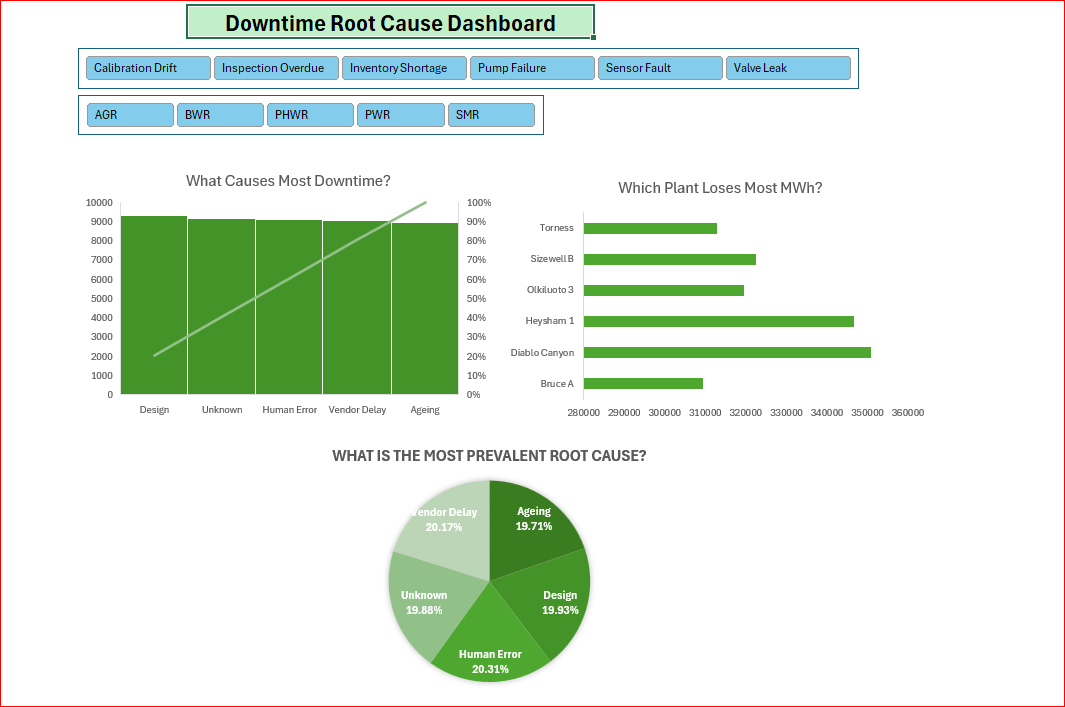 Downtime Root Cause Dashboard
Calibration Drift
Inspection Overdue
Inventory Shortage
Pump Failure
Sensor Fault
Valve Leak
AGR
BWR
PHWR
PWR
SMR
What Causes Most Downtime?
10000
9000
8000
7000
6000
5000
4000
3000
2000
1000
0
100%
90%
80%
70%
60%
50%
40%
30%
20%
10%
0%
Design
Unknown
Human Error
Vendor Delay
Ageing
Which Plant Loses Most MWh?
Torness
Sizewell B
Olkiluoto 3
Heysham 1
Diablo Canyon
Bruce A
280000
290000
300000
310000
320000
330000
340000
350000
360000
WHAT IS THE MOST PREVALENT ROOT CAUSE?
Vendor Delay
20.17%
Ageing
19.71%
Unknown
19.88%
Design
19.93%
Human Error
20.31%